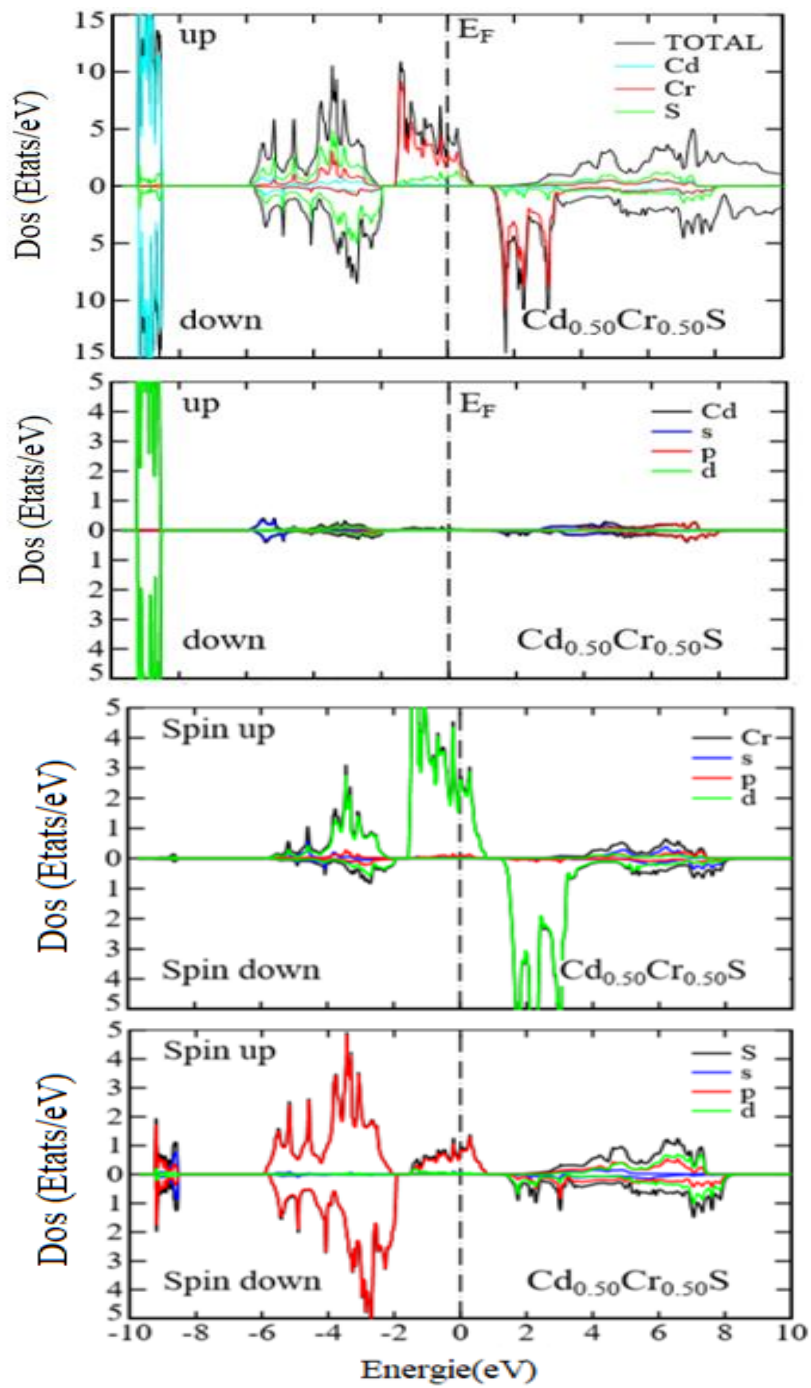 15
up
E_F
TOTAL
Cd
Cr
S
10
5
0
5
10
15
down
Cd₀.₅₀Cr₀.₅₀S
Dos (Etats/eV)
5
up
E_F
Cd
s
p
d
4
3
2
1
0
1
2
3
4
5
down
Cd₀.₅₀Cr₀.₅₀S
Dos (Etats/eV)
5
Spin up
Cr
s
p
d
4
3
2
1
0
1
2
3
4
5
Spin down
Cd₀.₅₀Cr₀.₅₀S
Dos (Etats/eV)
5
Spin up
S
s
p
d
4
3
2
1
0
1
2
3
4
5
Spin down
Cd₀.₅₀Cr₀.₅₀S
Dos (Etats/eV)
-10 -8 -6 -4 -2 0 2 4 6 8 10
Energie(eV)